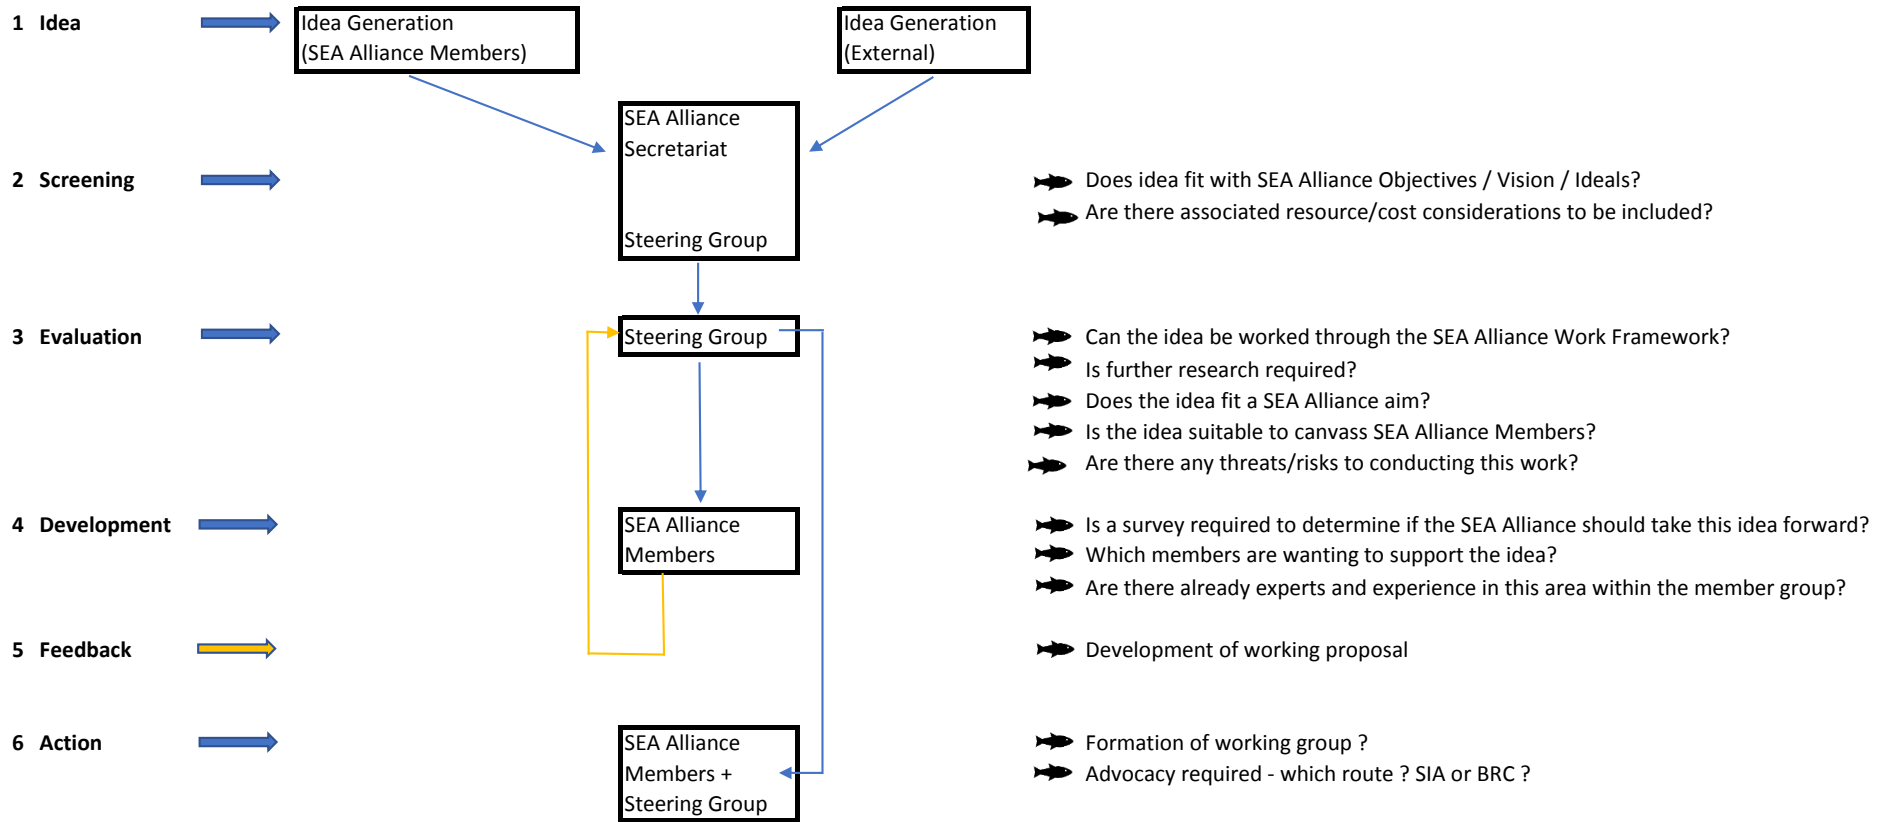 1 Idea
Idea Generation
(SEA Alliance Members)
Idea Generation
(External)
SEA Alliance
Secretariat
Steering Group
2 Screening
Does idea fit with SEA Alliance Objectives / Vision / Ideals?
Are there associated resource/cost considerations to be included?
3 Evaluation
Steering Group
Can the idea be worked through the SEA Alliance Work Framework?
Is further research required?
Does the idea fit a SEA Alliance aim?
Is the idea suitable to canvass SEA Alliance Members?
Are there any threats/risks to conducting this work?
4 Development
SEA Alliance
Members
Is a survey required to determine if the SEA Alliance should take this idea forward?
Which members are wanting to support the idea?
Are there already experts and experience in this area within the member group?
5 Feedback
Development of working proposal
6 Action
SEA Alliance
Members +
Steering Group
Formation of working group ?
Advocacy required - which route ? SIA or BRC ?